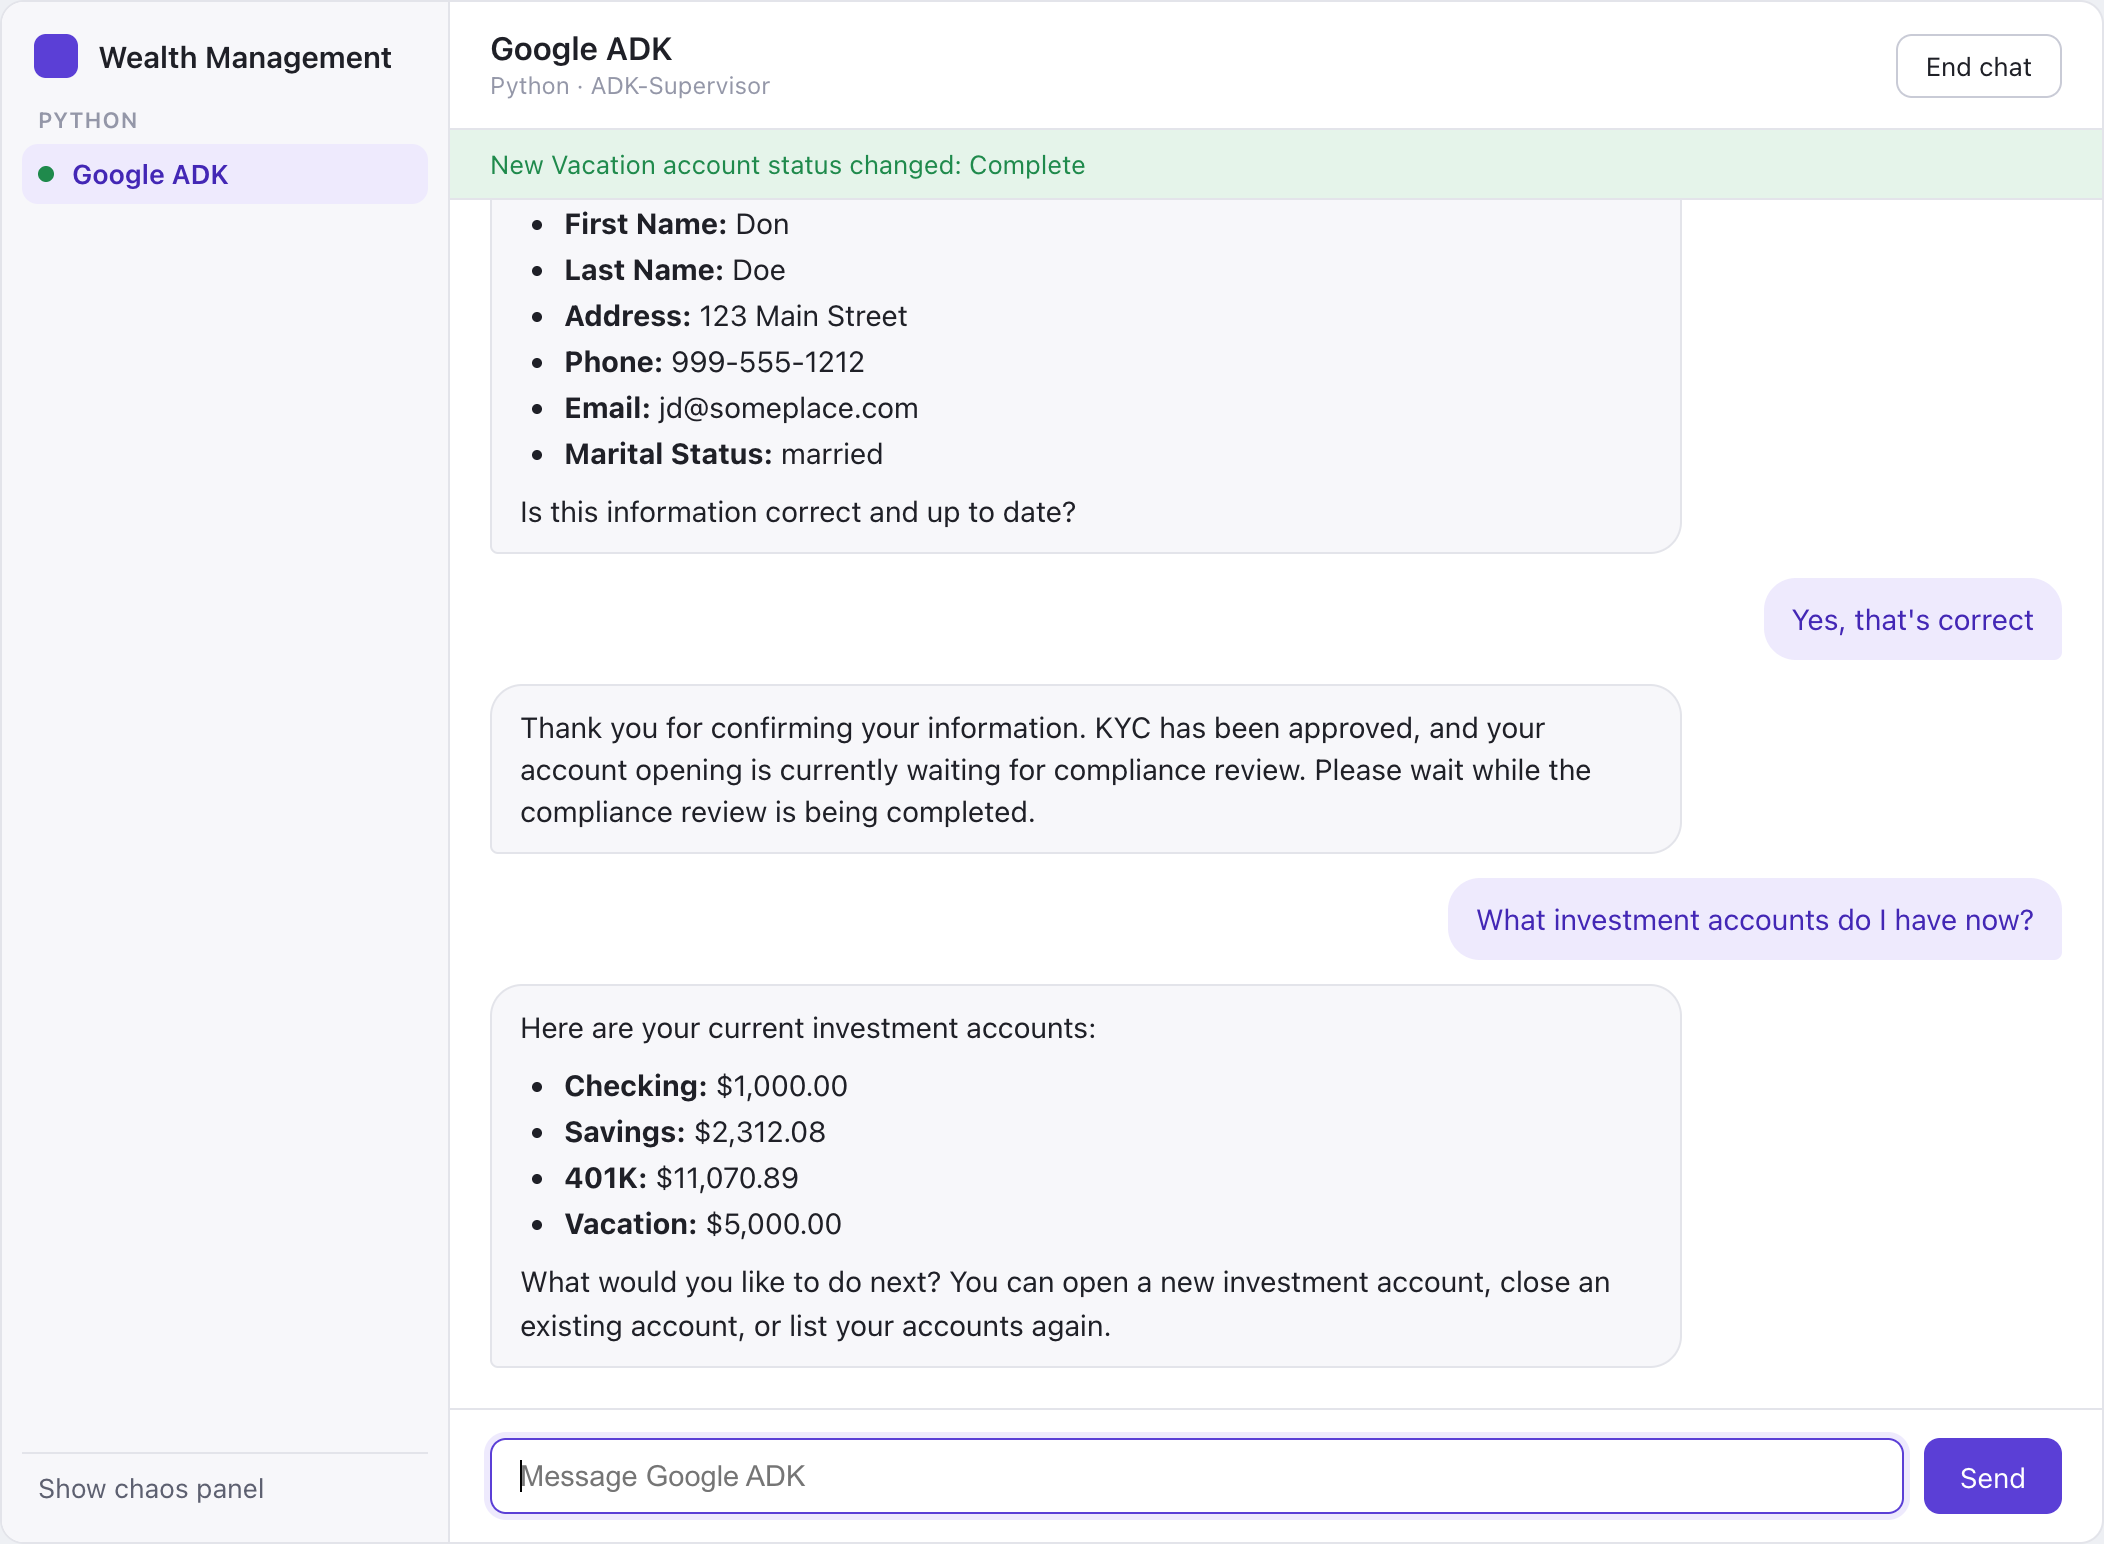 Wealth Management
PYTHON
Google ADK
Show chaos panel
Google ADK
Python · ADK-Supervisor
End chat
New Vacation account status changed: Complete
• First Name: Don
• Last Name: Doe
• Address: 123 Main Street
• Phone: 999-555-1212
• Email: jd@someplace.com
• Marital Status: married
Is this information correct and up to date?
Yes, that's correct
Thank you for confirming your information. KYC has been approved, and your
account opening is currently waiting for compliance review. Please wait while the
compliance review is being completed.
What investment accounts do I have now?
Here are your current investment accounts:
• Checking: $1,000.00
• Savings: $2,312.08
• 401K: $11,070.89
• Vacation: $5,000.00
What would you like to do next? You can open a new investment account, close an
existing account, or list your accounts again.
Message Google ADK
Send